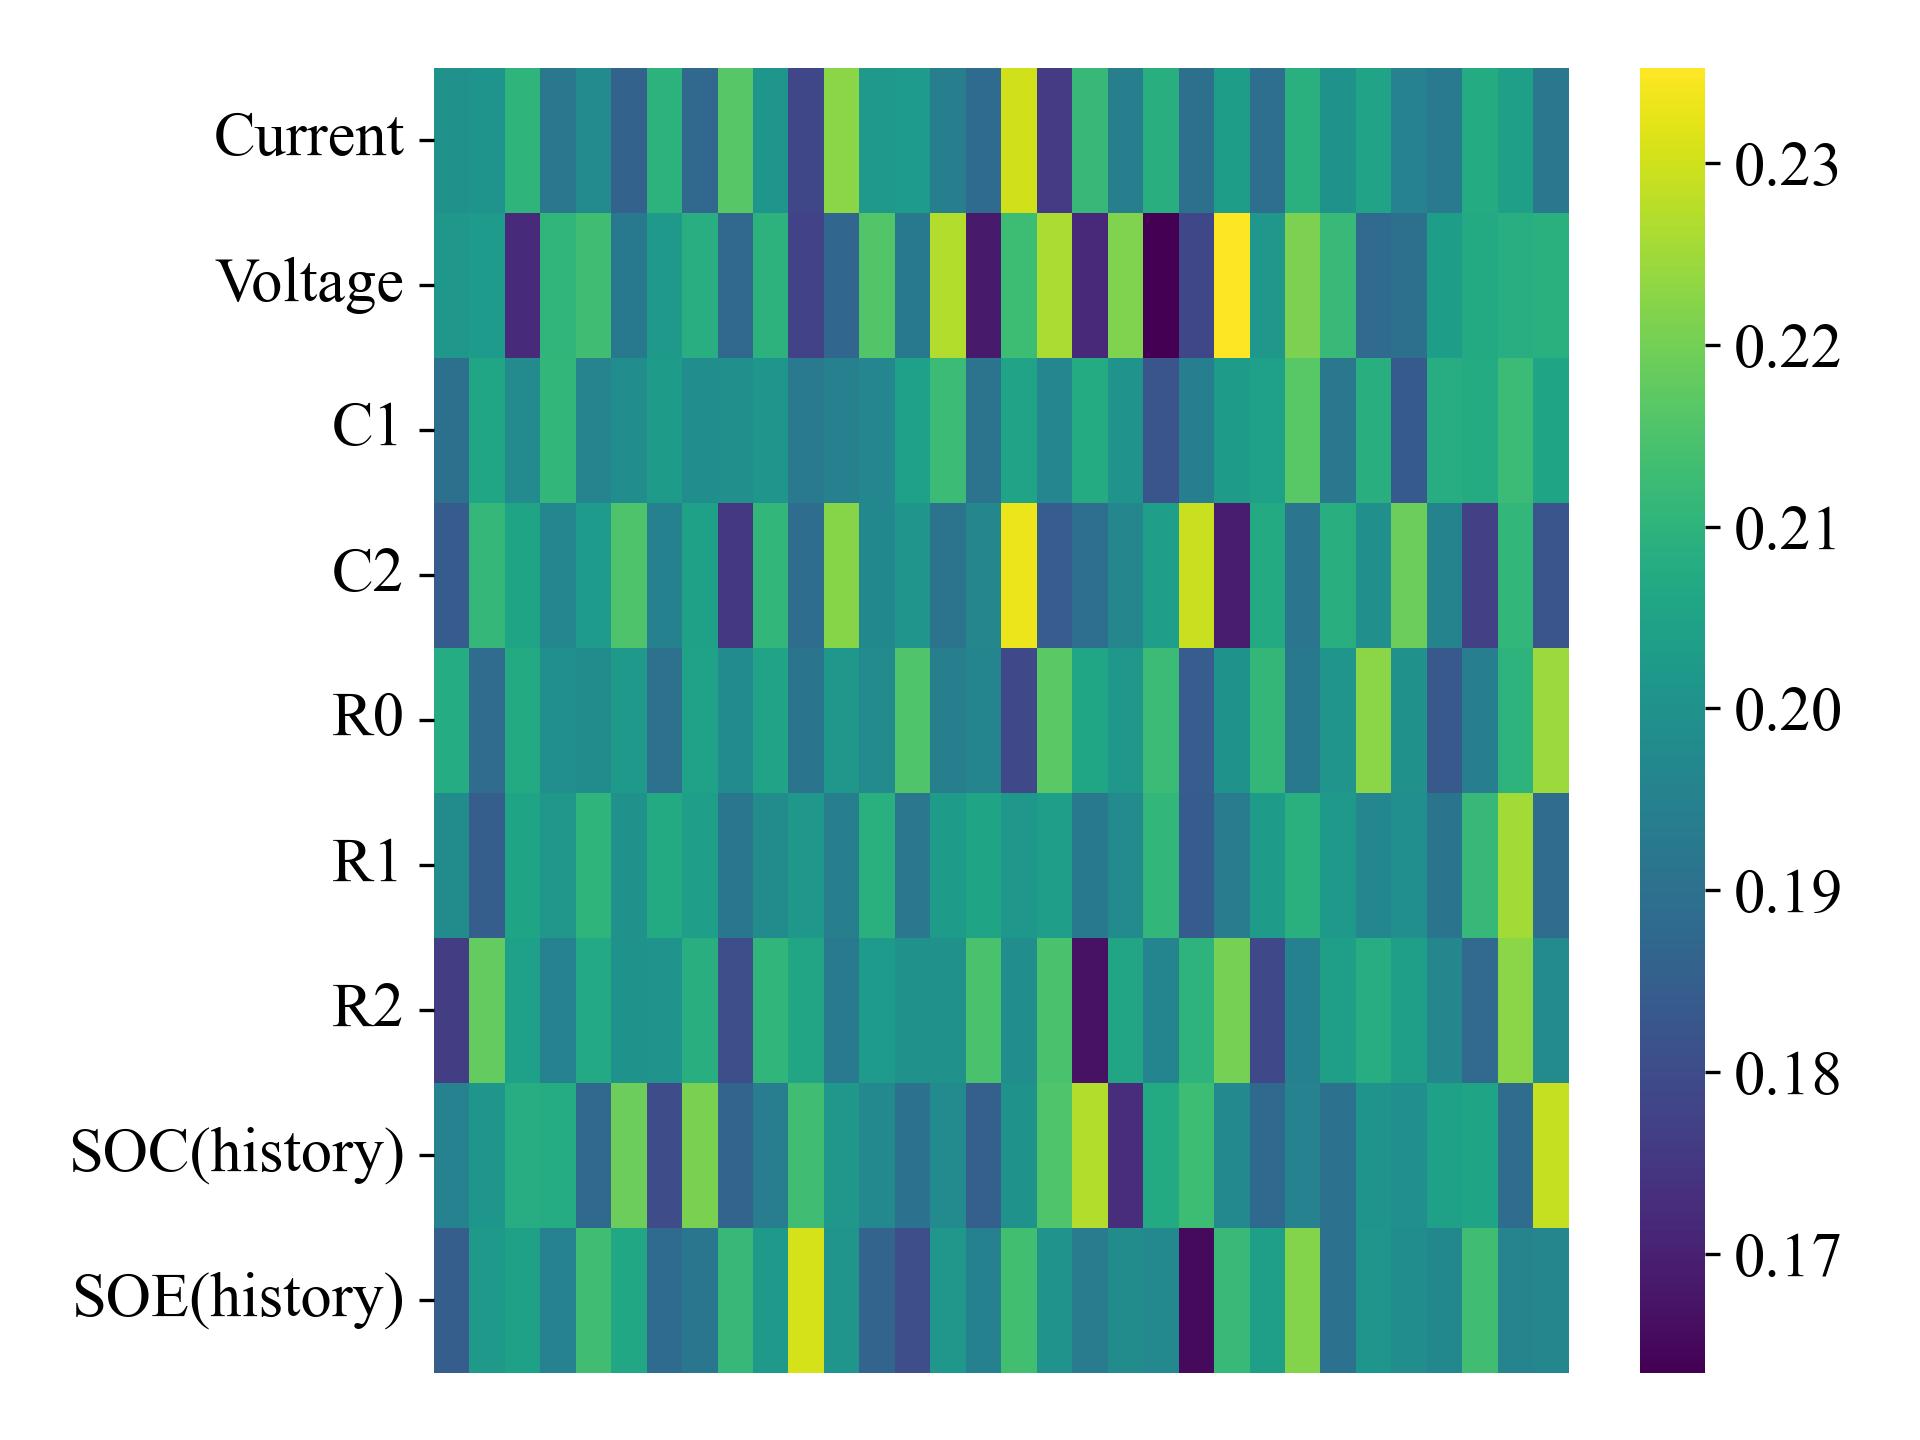 Current
Voltage
C1
C2
R0
R1
R2
SOC(history)
SOE(history)
0.23
0.22
0.21
0.20
0.19
0.18
0.17